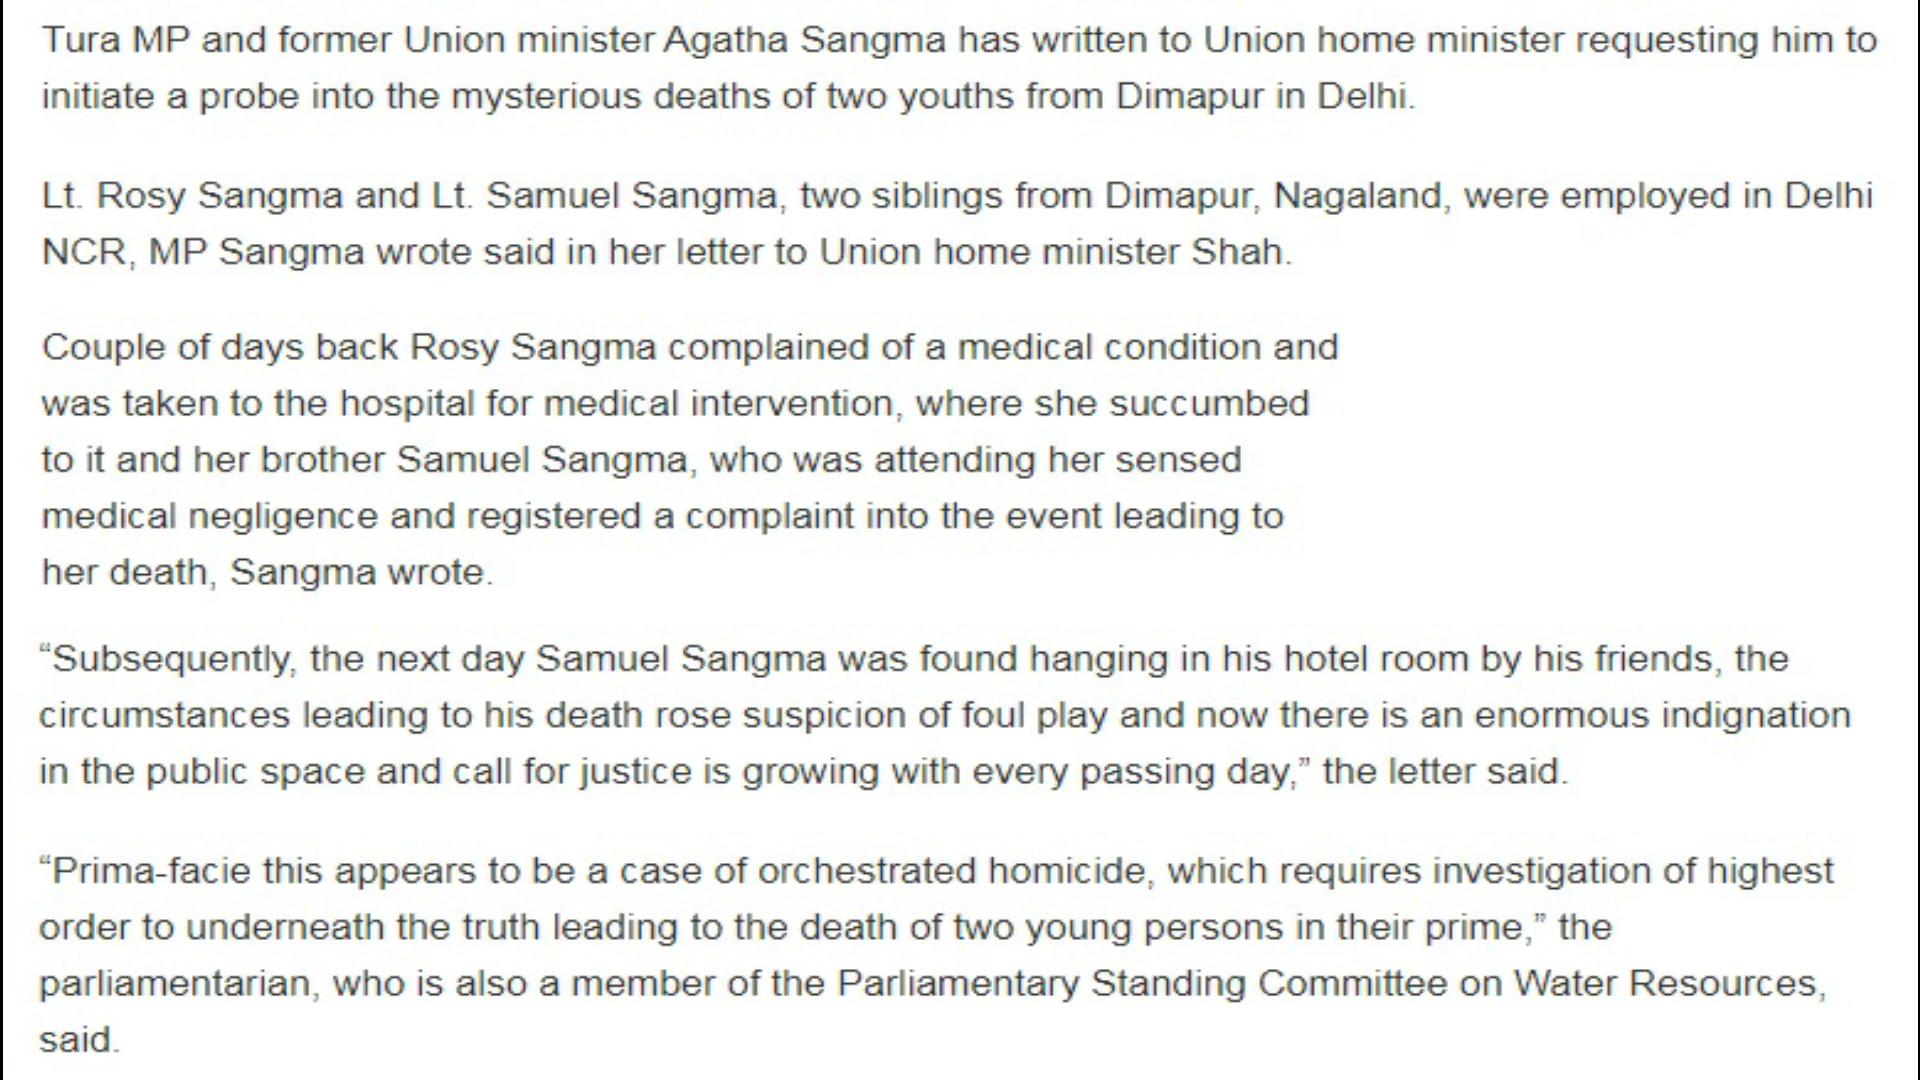 Tura MP and former Union minister Agatha Sangma has written to Union home minister requesting him to
initiate a probe into the mysterious deaths of two youths from Dimapur in Delhi.
Lt. Rosy Sangma and Lt. Samuel Sangma, two siblings from Dimapur, Nagaland, were employed in Delhi
NCR, MP Sangma wrote said in her letter to Union home minister Shah.
Couple of days back Rosy Sangma complained of a medical condition and
was taken to the hospital for medical intervention, where she succumbed
to it and her brother Samuel Sangma, who was attending her sensed
medical negligence and registered a complaint into the event leading to
her death, Sangma wrote.
“Subsequently, the next day Samuel Sangma was found hanging in his hotel room by his friends, the
circumstances leading to his death rose suspicion of foul play and now there is an enormous indignation
in the public space and call for justice is growing with every passing day,” the letter said.
“Prima-facie this appears to be a case of orchestrated homicide, which requires investigation of highest
order to underneath the truth leading to the death of two young persons in their prime,” the
parliamentarian, who is also a member of the Parliamentary Standing Committee on Water Resources,
said.